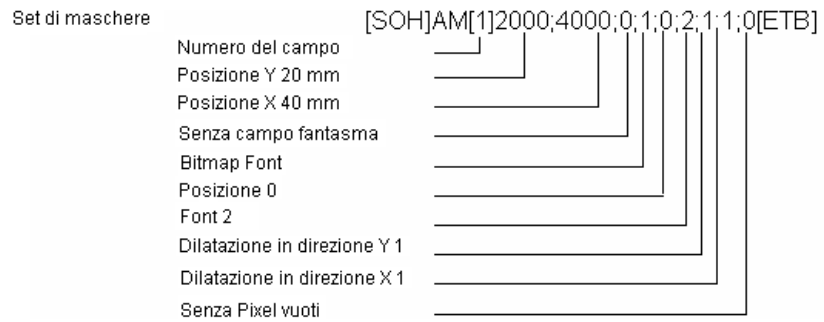 Set di maschere [SOH]AM[1]2000;4000;0;1;0;2;1;1;0[ETB]
Numero del campo
Posizione Y 20 mm
Posizione X 40 mm
Senza campo fantasma
Bitmap Font
Posizione 0
Font 2
Dilatazione in direzione Y 1
Dilatazione in direzione X 1
Senza Pixel vuoti